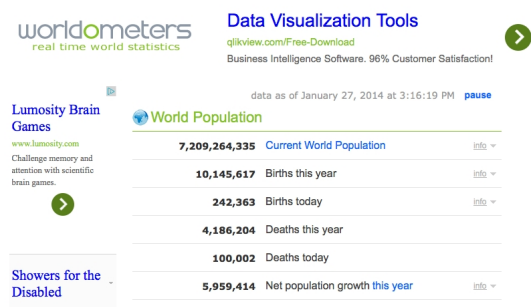 worldometers
real time world statistics
Data Visualization Tools
qlikview.com/Free-Download
Business Intelligence Software. 96% Customer Satisfaction!
data as of January 27, 2014 at 3:16:19 PM pause
Lumosity Brain
Games
www.lumosity.com
Challenge memory and
attention with scientific
brain games.
Showers for the
Disabled
World Population
7,209,264,335 Current World Population info
10,145,617 Births this year info
242,363 Births today info
4,186,204 Deaths this year
100,002 Deaths today
5,959,414 Net population growth this year info